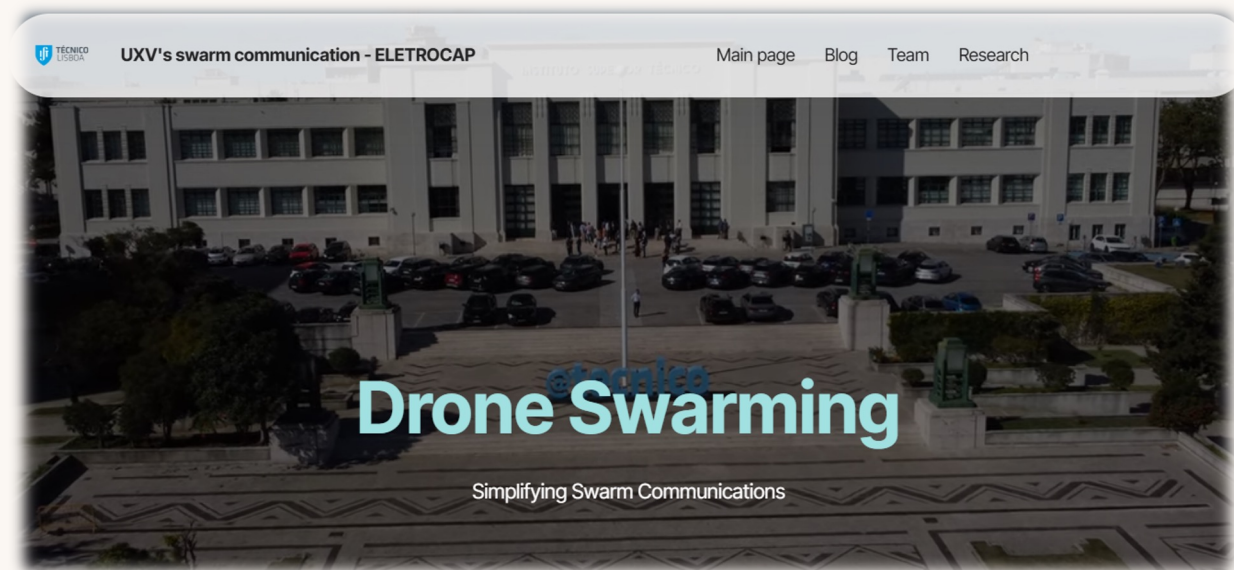 TÉCNICO
LISBOA
UXV's swarm communication - ELETROCAP
Main page
Blog
Team
Research
@tecnico
Drone Swarming
Simplifying Swarm Communications